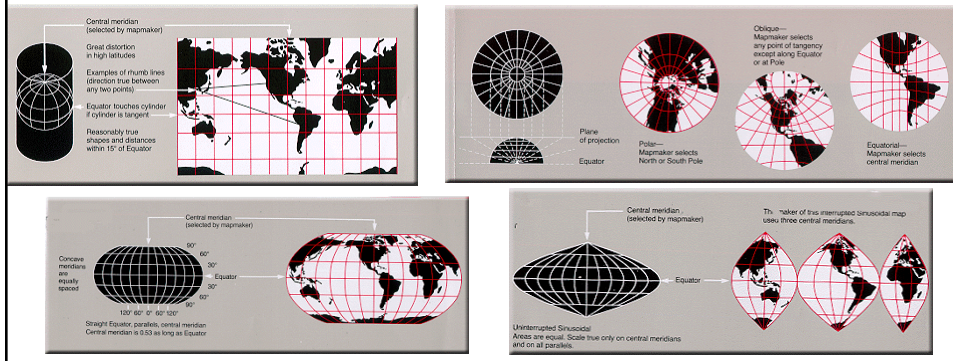 Central meridian
(selected by mapmaker)
Great distortion
in high latitudes
Examples of rhumb lines
(direction true between
any two points)
Equator touches cylinder
if cylinder is tangent
Reasonably true
shapes and distances
within 15° of Equator
Oblique—
Mapmaker selects
any point of tangency
except along Equator
or at Pole
Plane
of projection
Equator
Polar—
Mapmaker selects
North or South Pole
Equatorial—
Mapmaker selects
central meridian
Central meridian
(selected by mapmaker)
Concave
meridians
are
equally
spaced
90°
60°
30°
Equator
30°
60°
90°
120° 60° 0° 60° 120°
Straight Equator, parallels, central meridian
Central meridian is 0.53 as long as Equator
Central meridian
(selected by mapmaker)
maker of this interrupted Sinusoidal map
used three central meridians.
Equator
Uninterrupted Sinusoidal
Areas are equal. Scale true only on central meridians
and on all parallels.